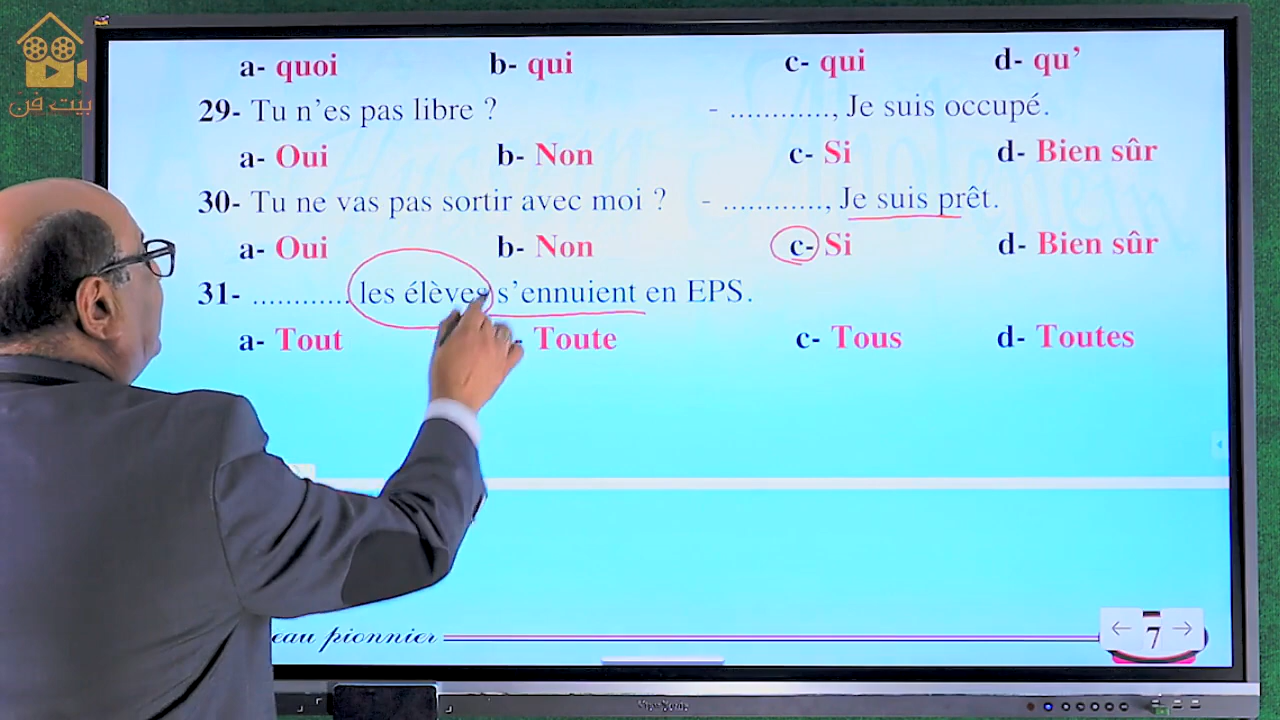 بيت فن
a- quoi b- qui c- qui d- qu’
29- Tu n’es pas libre ? - ............, Je suis occupé.
a- Oui b- Non c- Si d- Bien sûr
30- Tu ne vas pas sortir avec moi ? - ............, Je suis prêt.
a- Oui b- Non c- Si d- Bien sûr
31- ............ les élèves s’ennuient en EPS.
a- Tout - Toute c- Tous d- Toutes
eau pionnier
← 7 →